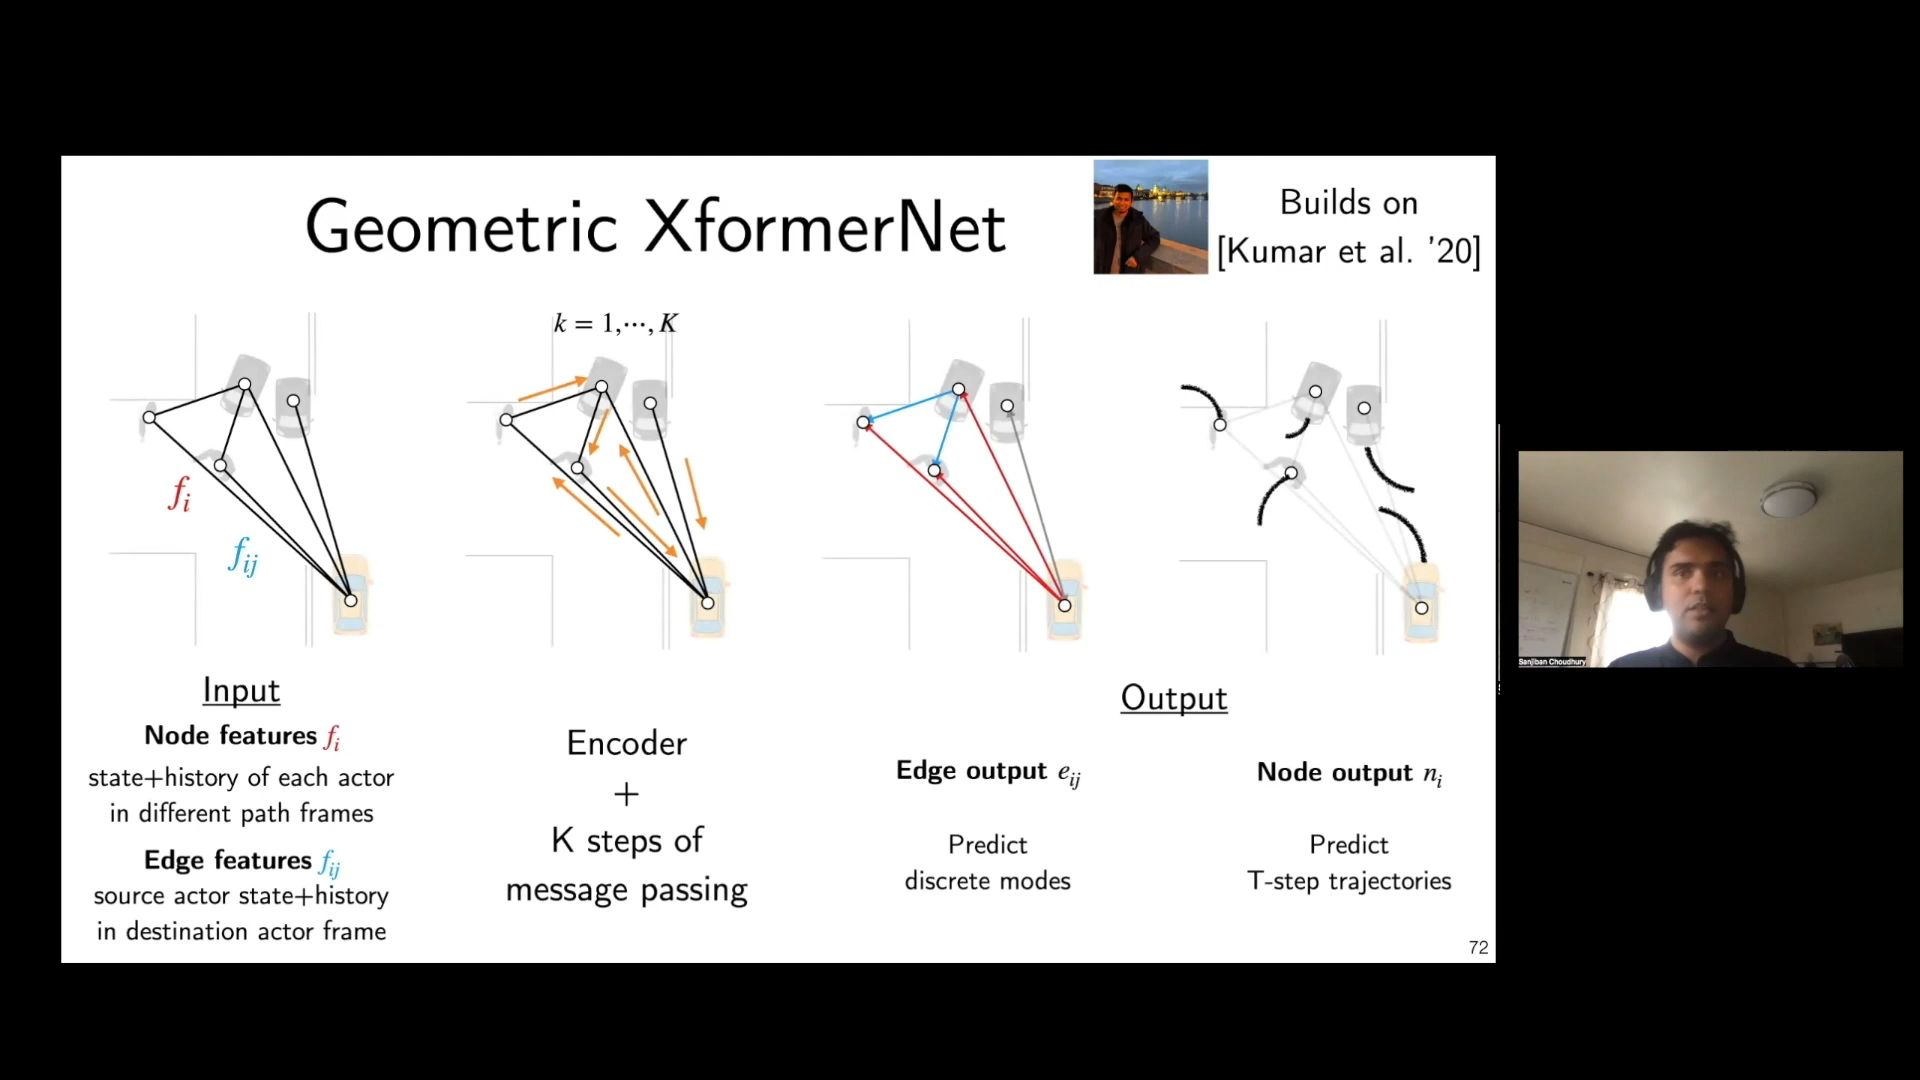 Geometric XformerNet
Builds on
[Kumar et al. '20]
k = 1,⋯, K
f_i
f_ij
Input
Node features f_i
state+history of each actor
in different path frames
Edge features f_ij
source actor state+history
in destination actor frame
Encoder
+
K steps of
message passing
Output
Edge output e_ij
Predict
discrete modes
Node output n_i
Predict
T-step trajectories
72
Sanjiban Choudhury